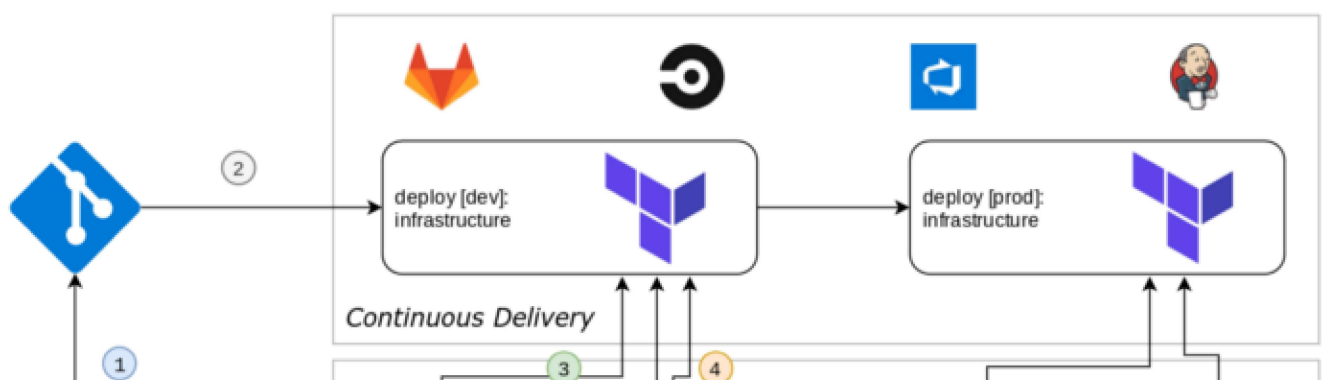 2
deploy [dev]:
infrastructure
deploy [prod]:
infrastructure
Continuous Delivery
1
3
4